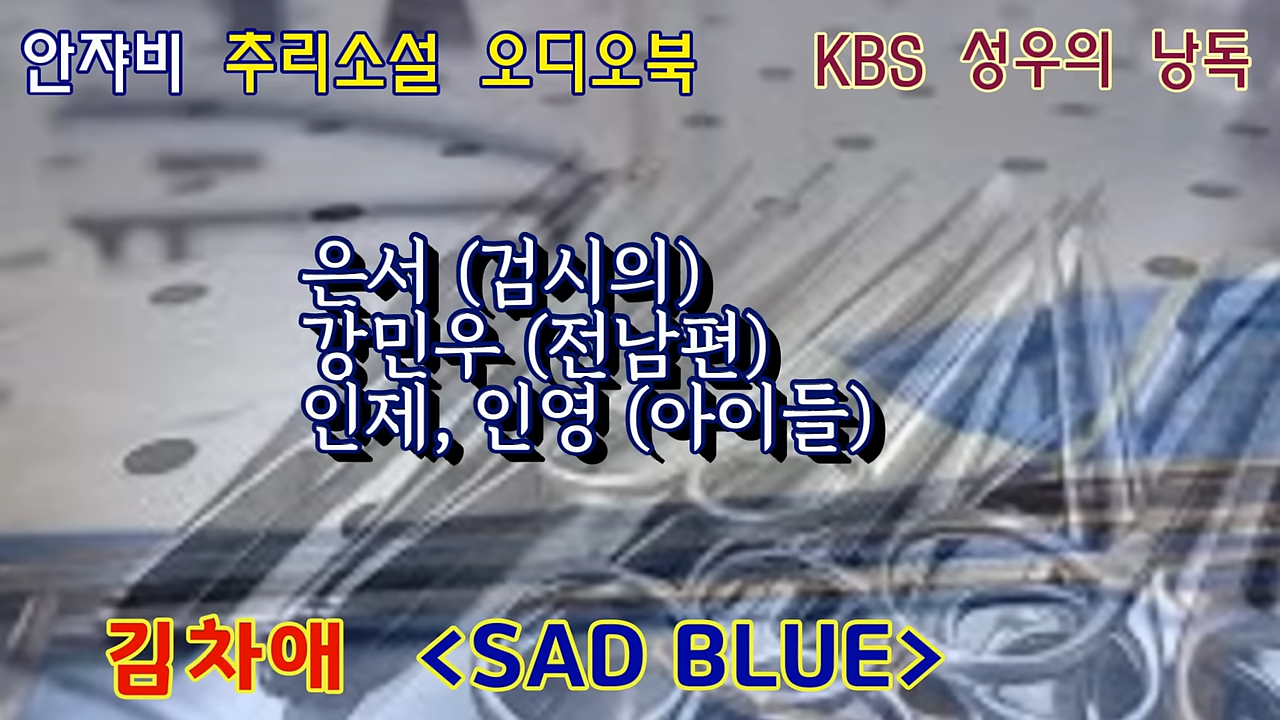 안쟈비 추리소설 오디오북 KBS 성우의 낭독
은서 (검시의)
강민우 (전남편)
인제, 인영 (아이들)
김차애 <SAD BLUE>